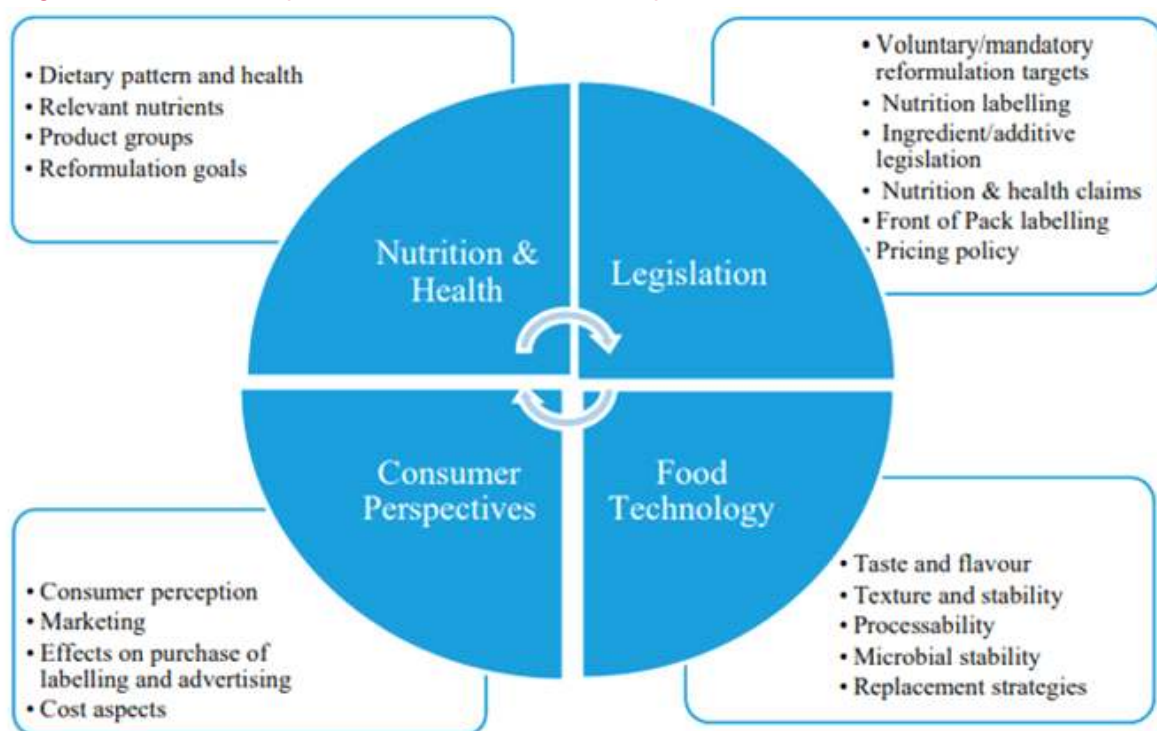 • Dietary pattern and health
• Relevant nutrients
• Product groups
• Reformulation goals
• Voluntary/mandatory
reformulation targets
• Nutrition labelling
• Ingredient/additive
legislation
• Nutrition & health claims
• Front of Pack labelling
• Pricing policy
Nutrition &
Health
Legislation
Consumer
Perspectives
Food
Technology
• Consumer perception
• Marketing
• Effects on purchase of
labelling and advertising
• Cost aspects
• Taste and flavour
• Texture and stability
• Processability
• Microbial stability
• Replacement strategies